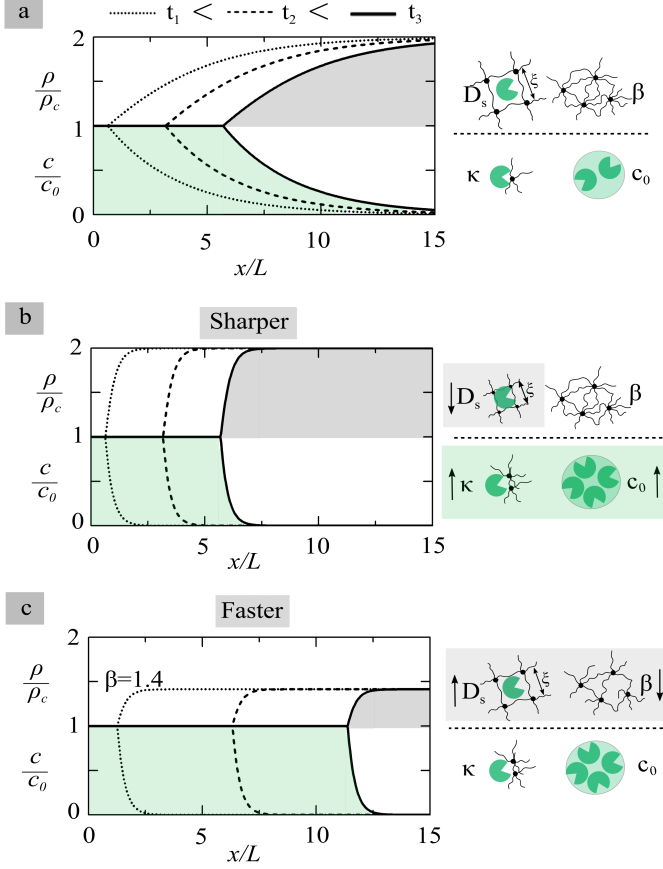 a
t₁ < t₂ < t₃
ρ/ρc
c/c₀
2
1
1
0
0 5 10 15
x/L
Dₛ ξ β
κ c₀
b
Sharper
ρ/ρc
c/c₀
2
1
0
0 5 10 15
x/L
↓ Dₛ ξ β
↑ κ c₀ ↑
c
Faster
ρ/ρc
c/c₀
2
1
0
β=1.4
0 5 10 15
x/L
↑ Dₛ ξ β ↓
κ c₀